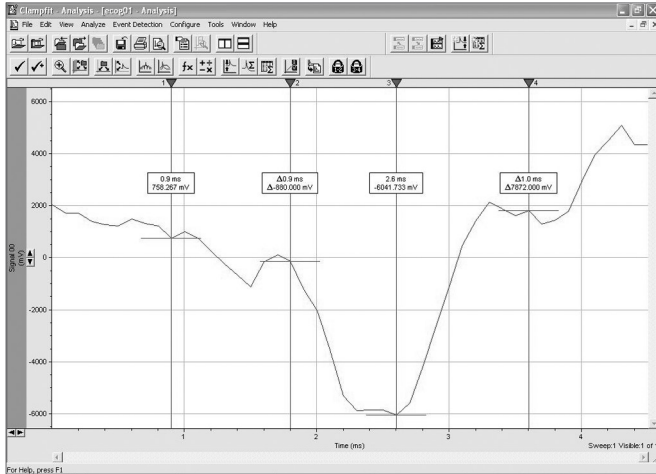 Clampfit - Analysis - [ecog01 - Analysis]
File Edit View Analyze Event Detection Configure Tools Window Help
1 2 3 4
6000
4000
2000
0
-2000
-4000
-6000
Signal 00
(mV)
0.9 ms
758.267 mV
Δ0.9 ms
Δ-880.000 mV
2.6 ms
-6041.733 mV
Δ1.0 ms
Δ7872.000 mV
1 2 3 4
Time (ms)
Sweep:1 Visible:1 of
For Help, press F1